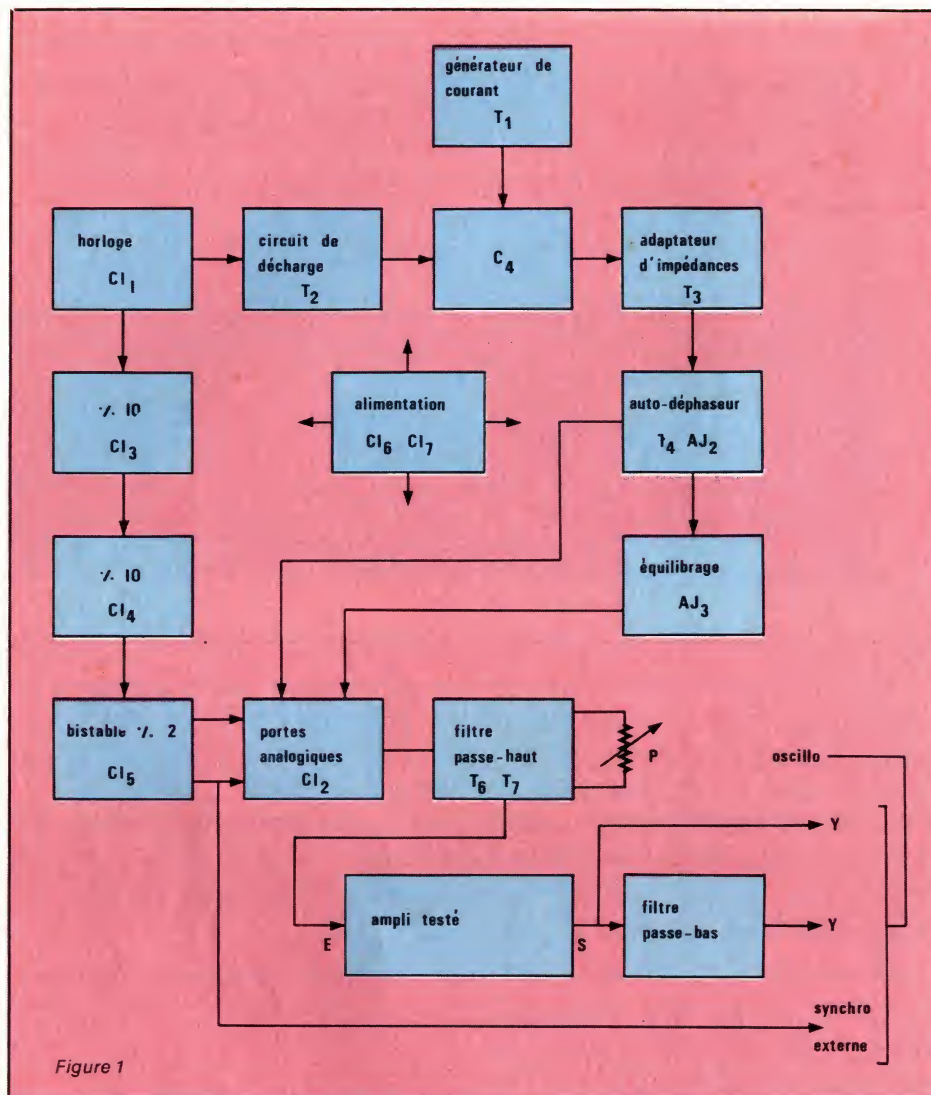 générateur de
courant
T1
horloge
CI1
circuit de
décharge
T2
C4
adaptateur
d'impédances
T3
·/. 10
CI3
alimentation
CI6 CI7
auto-déphaseur
T4 AJ2
·/. 10
CI4
équilibrage
AJ3
bistable ·/. 2
CI5
portes
analogiques
CI2
filtre
passe-haut
T6 T7
P
oscillo
Y
ampli testé
E
S
filtre
passe-bas
Y
synchro
externe
Figure 1